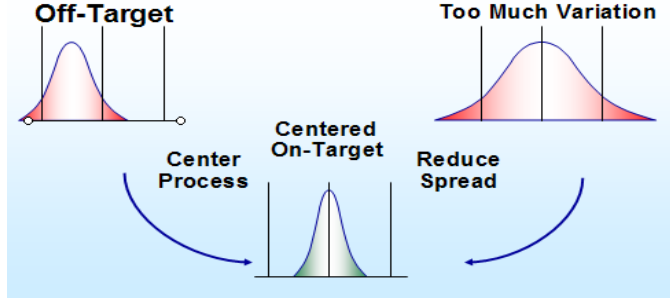 Off-Target
Too Much Variation
Centered
On-Target
Center
Process
Reduce
Spread